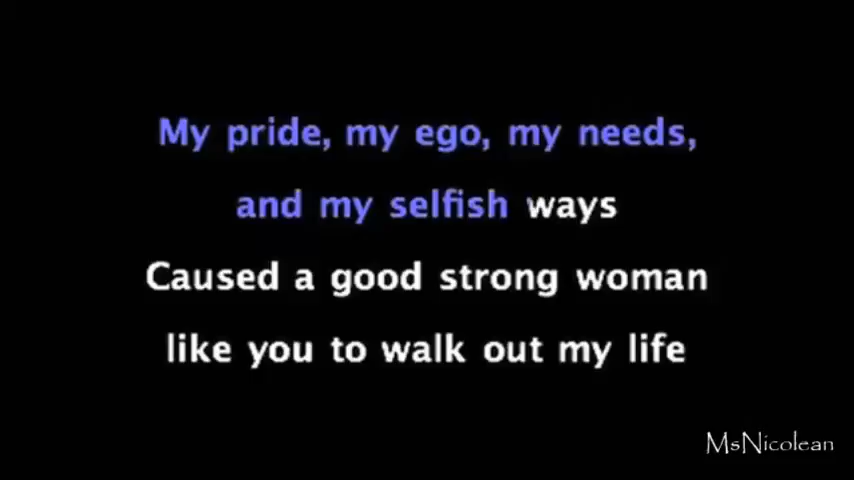 My pride, my ego, my needs,
and my selfish ways
Caused a good strong woman
like you to walk out my life
MsNicolean